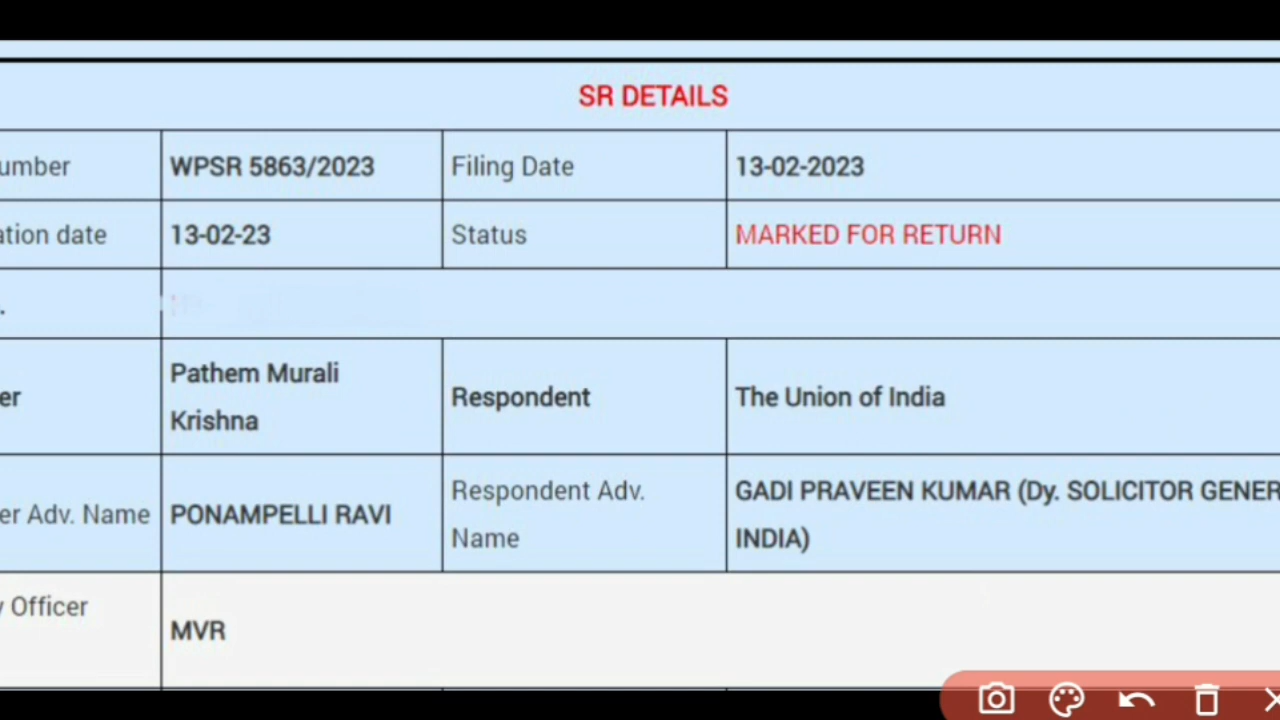 SR DETAILS
umber WPSR 5863/2023 Filing Date 13-02-2023
ation date 13-02-23 Status MARKED FOR RETURN
.
Pathem Murali
er Krishna Respondent The Union of India
er Adv. Name PONAMPELLI RAVI Respondent Adv. Name GADI PRAVEEN KUMAR (Dy. SOLICITOR GENER
INDIA)
y Officer
MVR